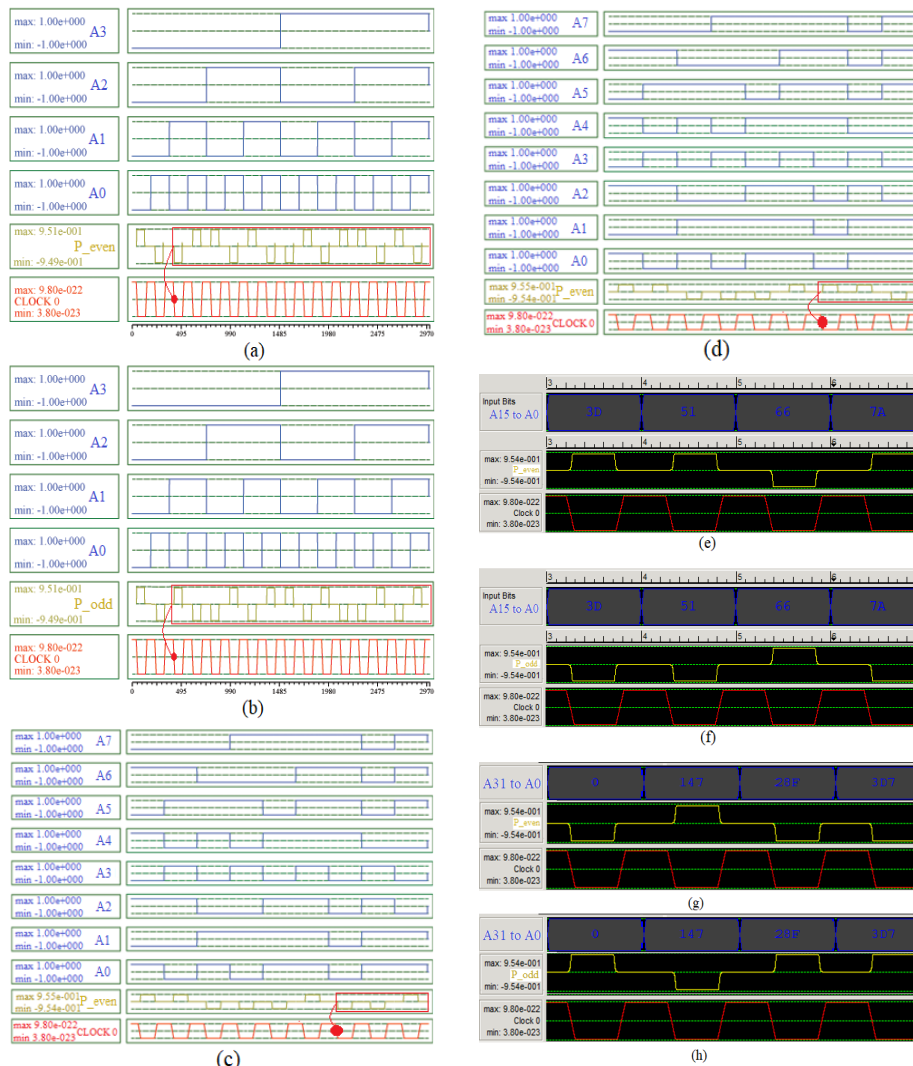 max: 1.00e+000
A3
min: -1.00e+000
max: 1.00e+000
A2
min: -1.00e+000
max: 1.00e+000
A1
min: -1.00e+000
max: 1.00e+000
A0
min: -1.00e+000
max: 9.51e-001
P_even
min: -9.49e-001
max: 9.80e-022
CLOCK 0
min: 3.80e-023
0 495 990 1485 1980 2475 2970
(a)
max: 1.00e+000
A3
min: -1.00e+000
max: 1.00e+000
A2
min: -1.00e+000
max: 1.00e+000
A1
min: -1.00e+000
max: 1.00e+000
A0
min: -1.00e+000
max: 9.51e-001
P_odd
min: -9.49e-001
max: 9.80e-022
CLOCK 0
min: 3.80e-023
0 495 990 1485 1980 2475 2970
(b)
max 1.00e+000 A7
min -1.00e+000
max 1.00e+000 A6
min -1.00e+000
max 1.00e+000 A5
min -1.00e+000
max 1.00e+000 A4
min -1.00e+000
max 1.00e+000 A3
min -1.00e+000
max 1.00e+000 A2
min -1.00e+000
max 1.00e+000 A1
min -1.00e+000
max 1.00e+000 A0
min -1.00e+000
max 9.55e-001 P_even
min -9.54e-001
max 9.80e-022 CLOCK 0
min 3.80e-023
(c)
max 1.00e+000 A7
min -1.00e+000
max 1.00e+000 A6
min -1.00e+000
max 1.00e+000 A5
min -1.00e+000
max 1.00e+000 A4
min -1.00e+000
max 1.00e+000 A3
min -1.00e+000
max 1.00e+000 A2
min -1.00e+000
max 1.00e+000 A1
min -1.00e+000
max 1.00e+000 A0
min -1.00e+000
max 9.55e-001 P_even
min -9.54e-001
max 9.80e-022 CLOCK 0
min 3.80e-023
(d)
3 4 5 6
Input Bits
A15 to A0
3D 51 66 7A
3 4 5 6
max: 9.54e-001
P_even
min: -9.54e-001
max: 9.80e-022
Clock 0
min: 3.80e-023
(e)
3 4 5 6
Input Bits
A15 to A0
3D 51 66 7A
3 4 5 6
max: 9.54e-001
P_odd
min: -9.54e-001
max: 9.80e-022
Clock 0
min: 3.80e-023
(f)
A31 to A0
0 147 28F 3D7
max: 9.54e-001
P_even
min: -9.54e-001
max: 9.80e-022
Clock 0
min: 3.80e-023
(g)
A31 to A0
0 147 28F 3D7
max: 9.54e-001
P_odd
min: -9.54e-001
max: 9.80e-022
Clock 0
min: 3.80e-023
(h)